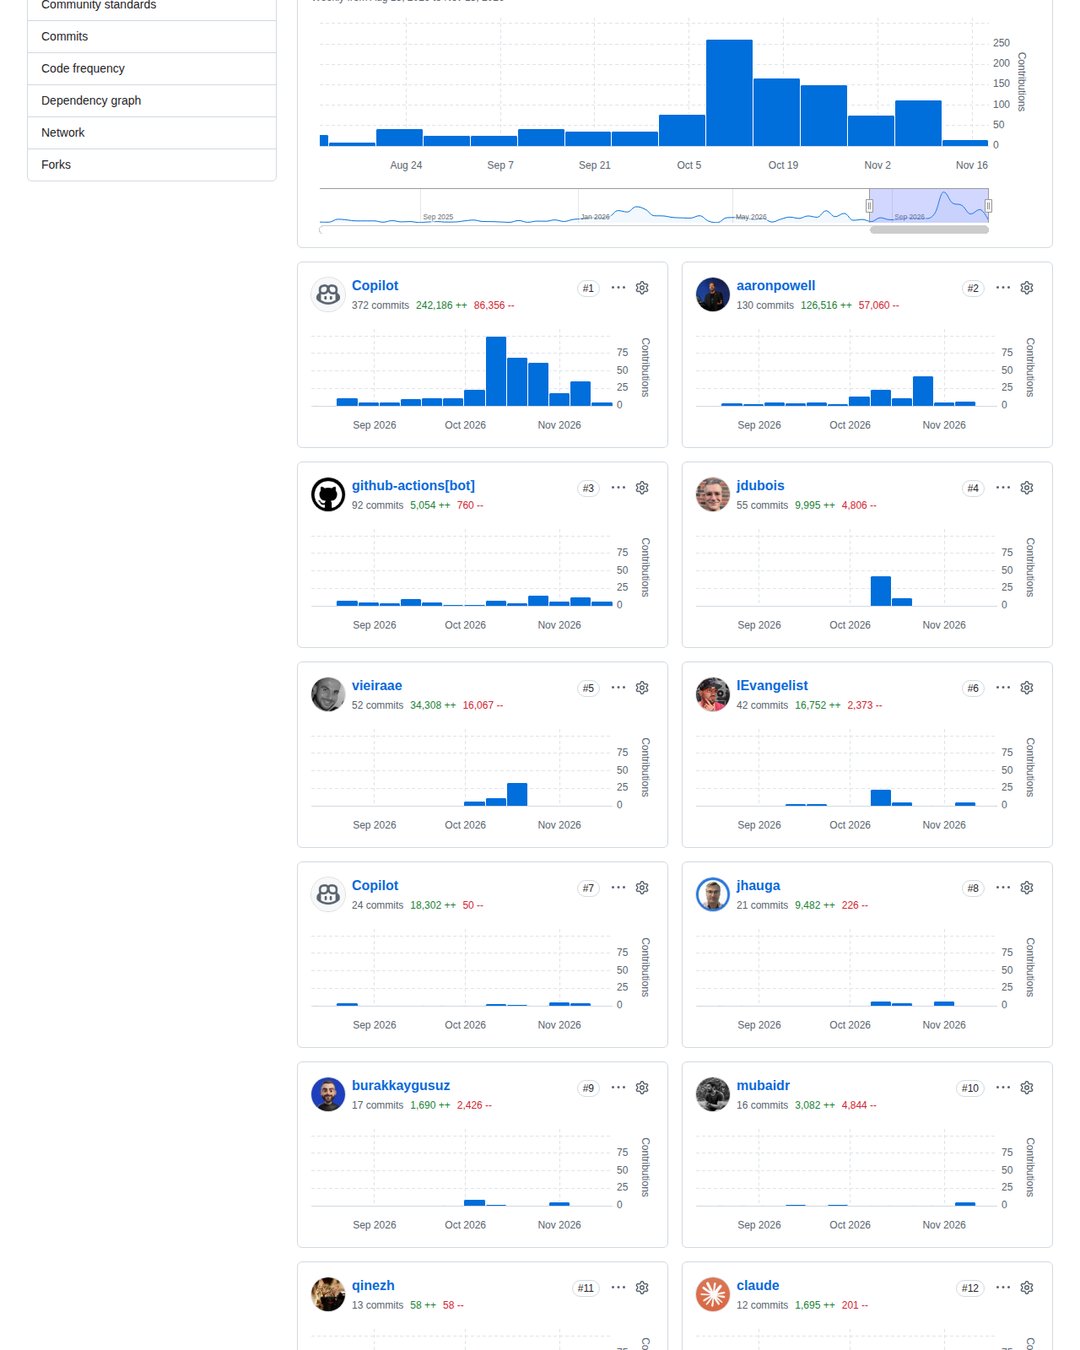 Community standards
Commits
Code frequency
Dependency graph
Network
Forks
250
200
150
100
50
0
Contributions
Aug 24
Sep 7
Sep 21
Oct 5
Oct 19
Nov 2
Nov 16
Sep 2025
Jan 2026
May 2026
Sep 2026
Copilot
#1
372 commits 242,186 ++ 86,356 --
75
50
25
0
Contributions
Sep 2026
Oct 2026
Nov 2026
aaronpowell
#2
130 commits 126,516 ++ 57,060 --
75
50
25
0
Contributions
Sep 2026
Oct 2026
Nov 2026
github-actions[bot]
#3
92 commits 5,054 ++ 760 --
75
50
25
0
Contributions
Sep 2026
Oct 2026
Nov 2026
jdubois
#4
55 commits 9,995 ++ 4,806 --
75
50
25
0
Contributions
Sep 2026
Oct 2026
Nov 2026
vieiraae
#5
52 commits 34,308 ++ 16,067 --
75
50
25
0
Contributions
Sep 2026
Oct 2026
Nov 2026
IEvangelist
#6
42 commits 16,752 ++ 2,373 --
75
50
25
0
Contributions
Sep 2026
Oct 2026
Nov 2026
Copilot
#7
24 commits 18,302 ++ 50 --
75
50
25
0
Contributions
Sep 2026
Oct 2026
Nov 2026
jhauga
#8
21 commits 9,482 ++ 226 --
75
50
25
0
Contributions
Sep 2026
Oct 2026
Nov 2026
burakkaygusuz
#9
17 commits 1,690 ++ 2,426 --
75
50
25
0
Contributions
Sep 2026
Oct 2026
Nov 2026
mubaidr
#10
16 commits 3,082 ++ 4,844 --
75
50
25
0
Contributions
Sep 2026
Oct 2026
Nov 2026
qinezh
#11
13 commits 58 ++ 58 --
claude
#12
12 commits 1,695 ++ 201 --